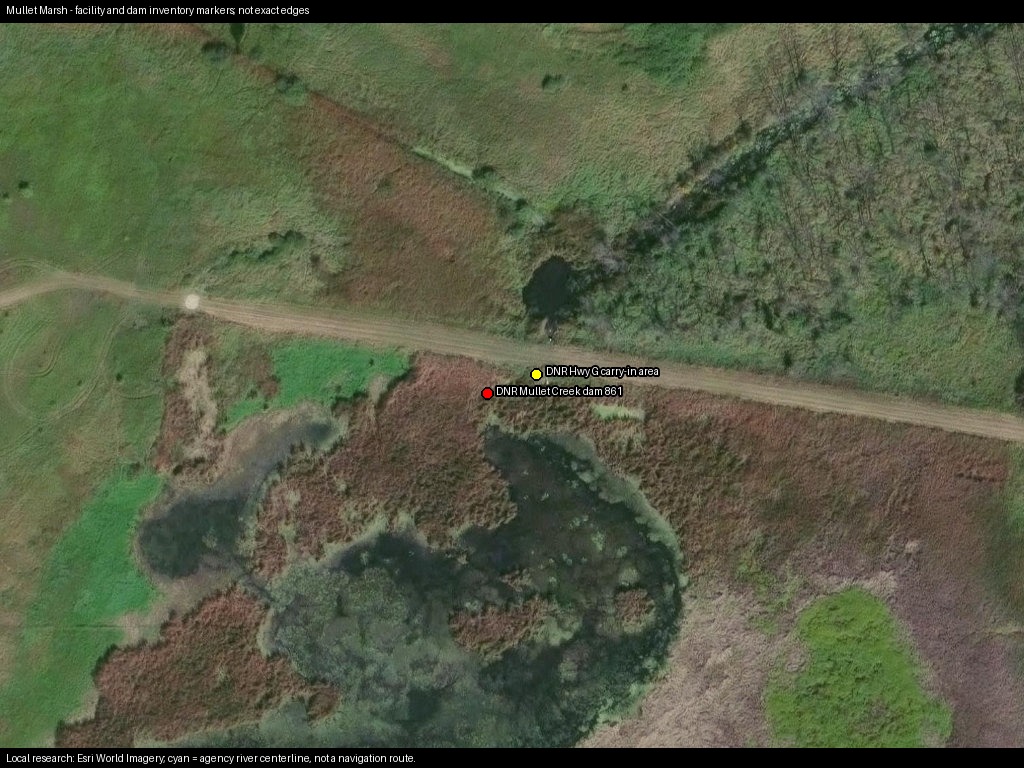 Mullet Marsh - facility and dam inventory markers; not exact edges
DNR Hwy G carry-in area
DNR Mullet Creek dam 861
Local research: Esri World Imagery; cyan = agency river centerline, not a navigation route.